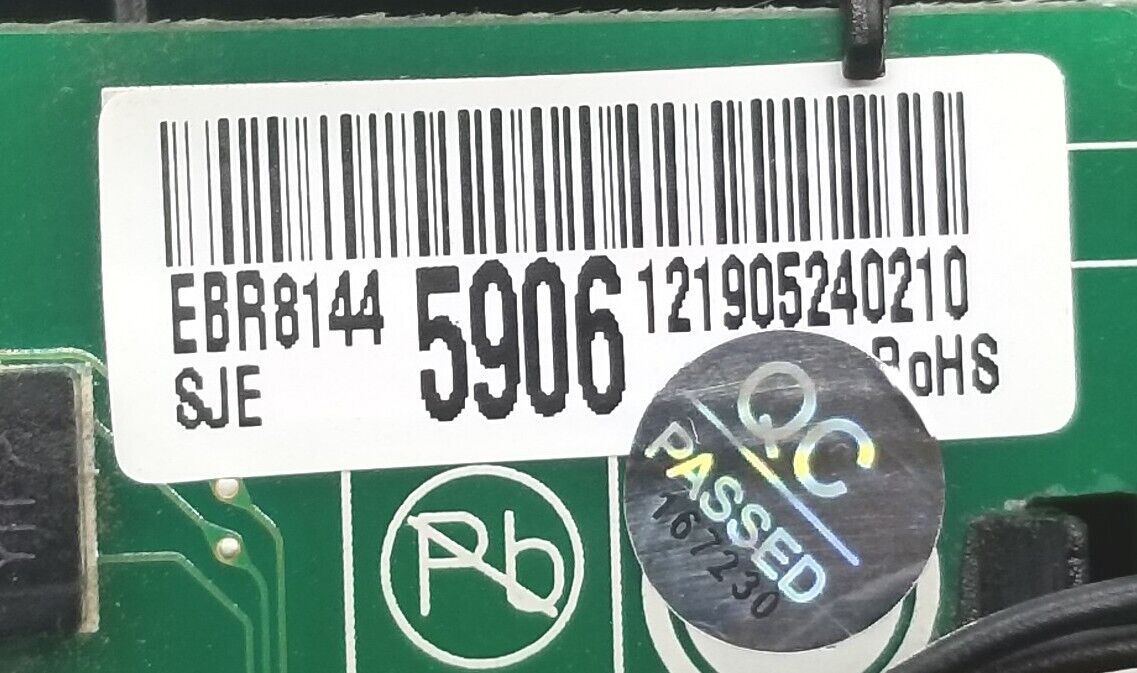 EBR8144 5906 121905240210
SJE RoHS
QC
PASSED
167230
Pb